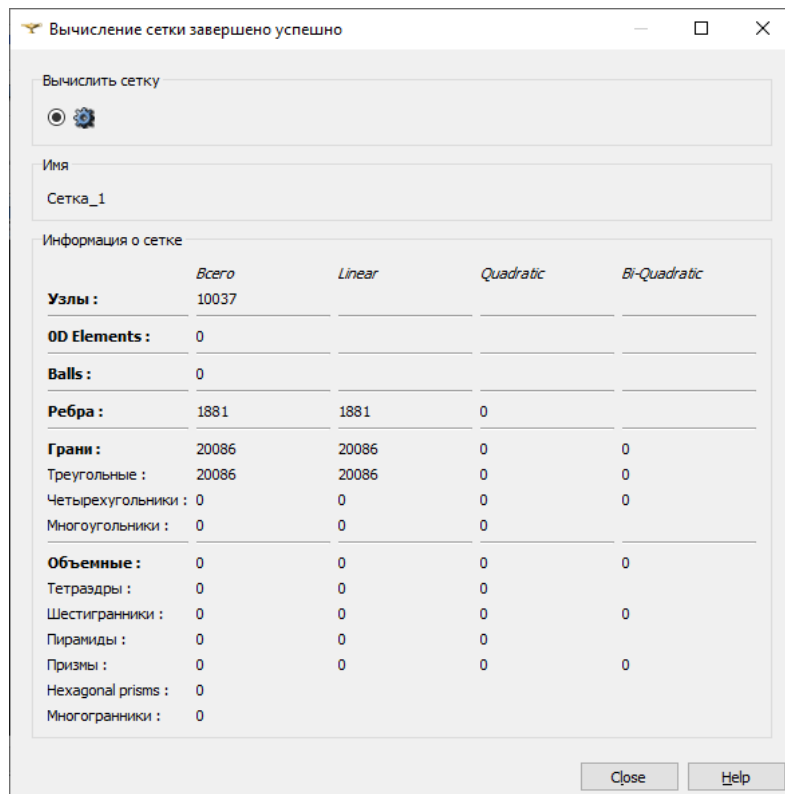 Вычисление сетки завершено успешно
Вычислить сетку
Имя
Сетка_1
Информация о сетке
Всего Linear Quadratic Bi-Quadratic
Узлы : 10037
0D Elements : 0
Balls : 0
Ребра : 1881 1881 0
Грани : 20086 20086 0 0
Треугольные : 20086 20086 0 0
Четырехугольники : 0 0 0 0
Многоугольники : 0 0 0
Объемные : 0 0 0 0
Тетраэдры : 0 0 0
Шестигранники : 0 0 0 0
Пирамиды : 0 0 0
Призмы : 0 0 0 0
Hexagonal prisms : 0
Многогранники : 0
Close Help